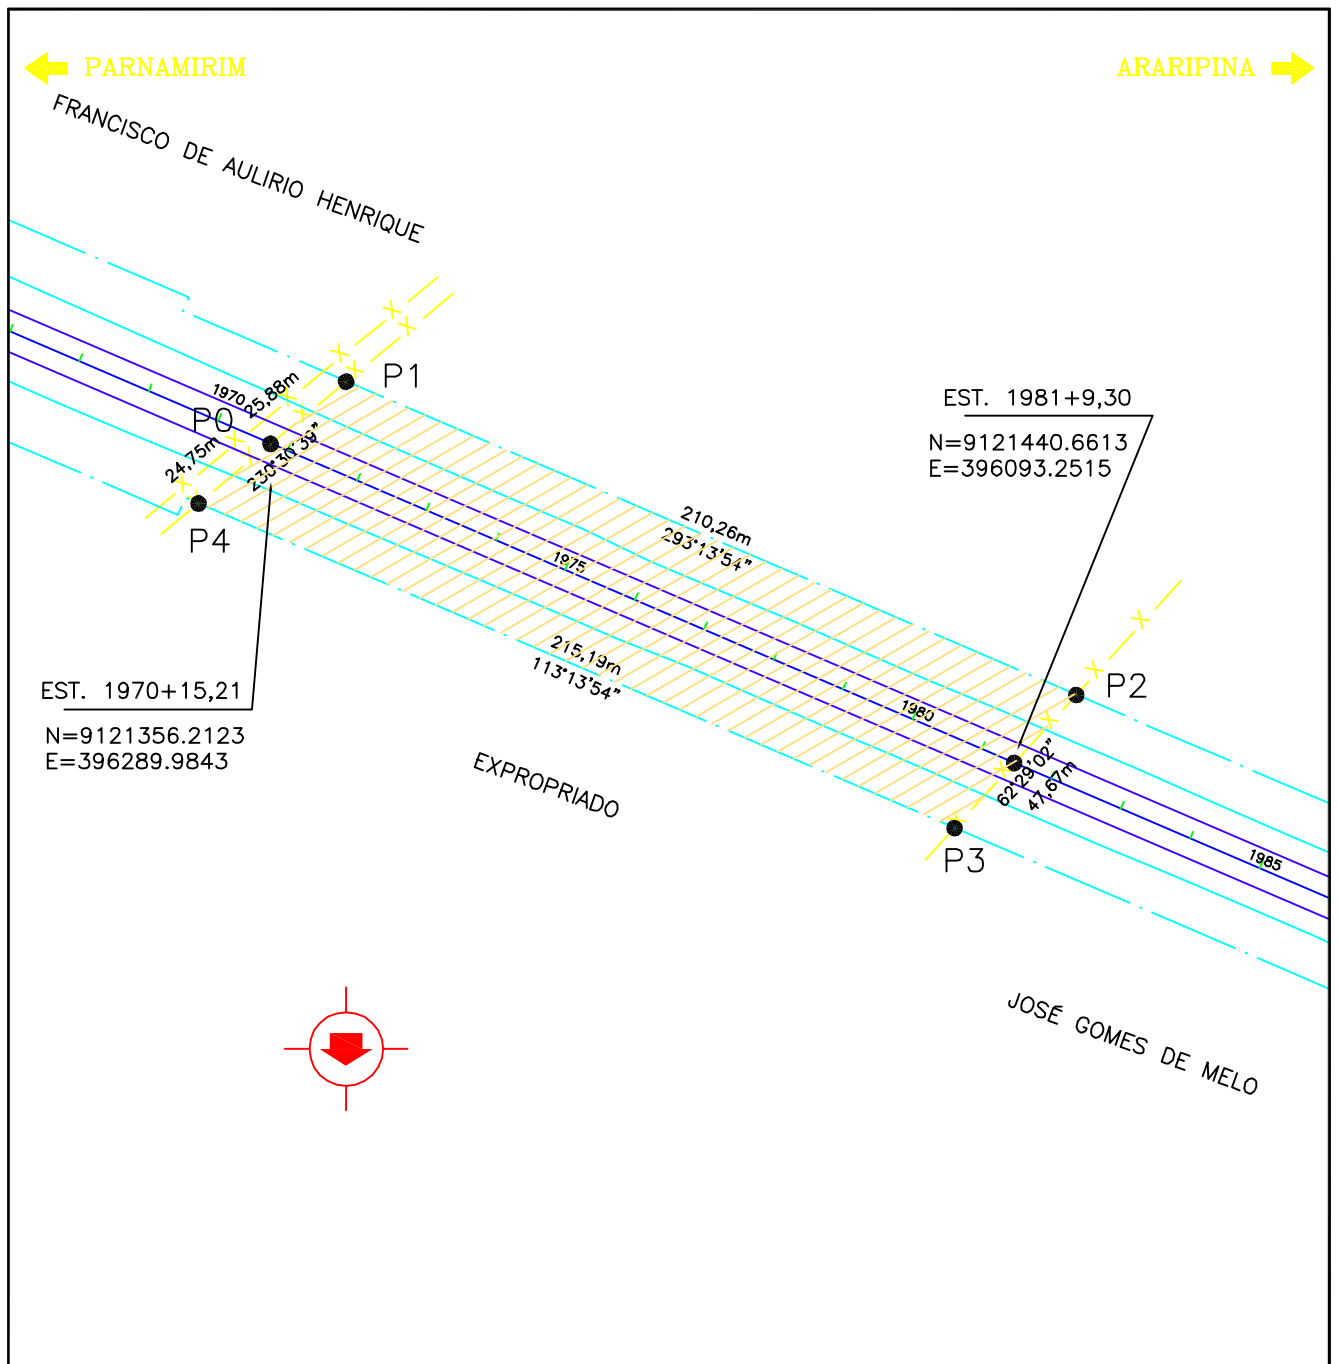 PARNAMIRIM
ARARIPINA
FRANCISCO DE AULIRIO HENRIQUE
P1
1970
25,88m
P0
230°30'39"
24,75m
P4
EST. 1981+9,30
N=9121440.6613
E=396093.2515
210,26m
293°13'54"
1975
215,19m
113°13'54"
EST. 1970+15,21
N=9121356.2123
E=396289.9843
P2
1980
62°29'02"
47,67m
EXPROPRIADO
P3
1985
JOSÉ GOMES DE MELO